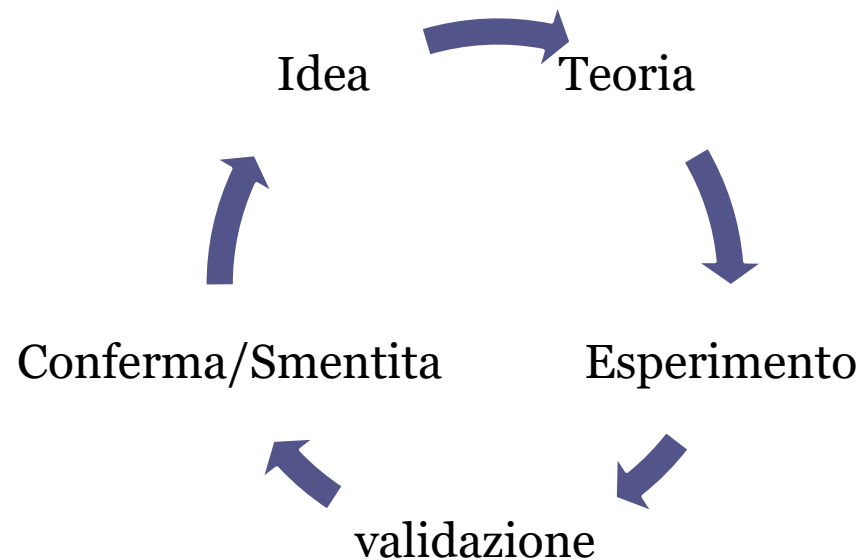 Idea
Teoria
Esperimento
validazione
Conferma/Smentita